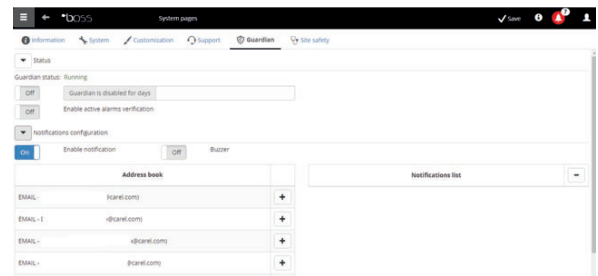 boss System pages Save 7
Information System Customization Support Guardian Site safety
Status
Guardian status: Running
Off Guardian is disabled for days
Off Enable active alarms verification
Notifications configuration
On Enable notification Off Buzzer
Address book Notifications list
EMAIL - carel.com)
EMAIL - I @carel.com)
EMAIL - @carel.com)
EMAIL - @carel.com)